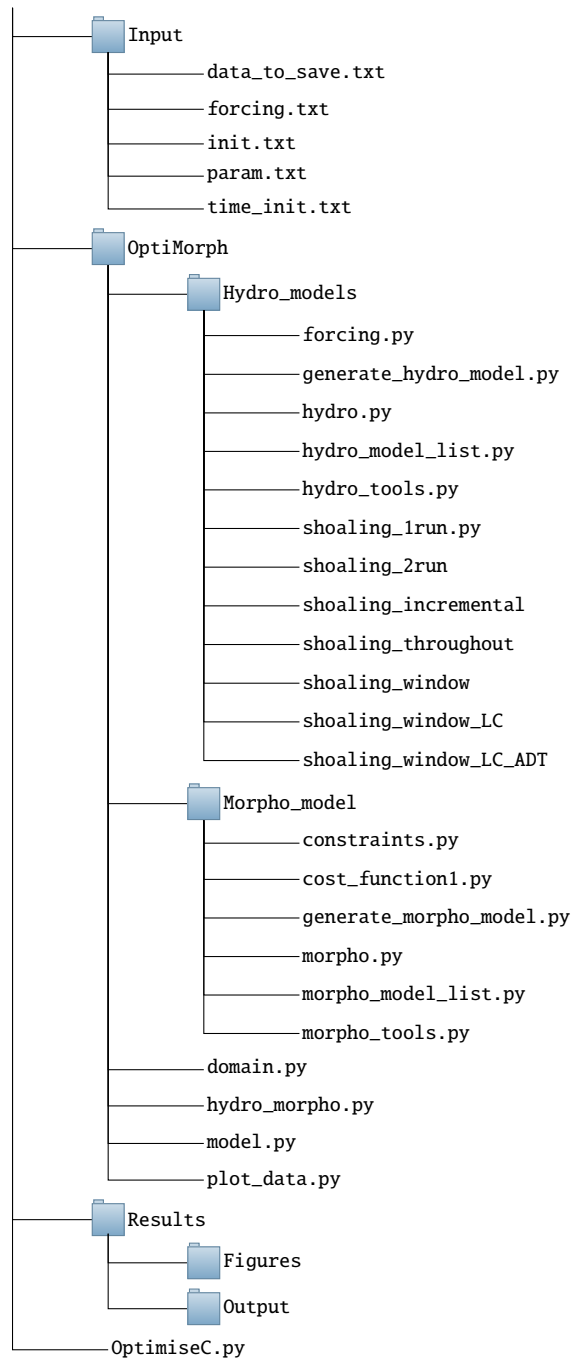 Input
data_to_save.txt
forcing.txt
init.txt
param.txt
time_init.txt
OptiMorph
Hydro_models
forcing.py
generate_hydro_model.py
hydro.py
hydro_model_list.py
hydro_tools.py
shoaling_1run.py
shoaling_2run
shoaling_incremental
shoaling_throughout
shoaling_window
shoaling_window_LC
shoaling_window_LC_ADT
Morpho_model
constraints.py
cost_function1.py
generate_morpho_model.py
morpho.py
morpho_model_list.py
morpho_tools.py
domain.py
hydro_morpho.py
model.py
plot_data.py
Results
Figures
Output
OptimiseC.py